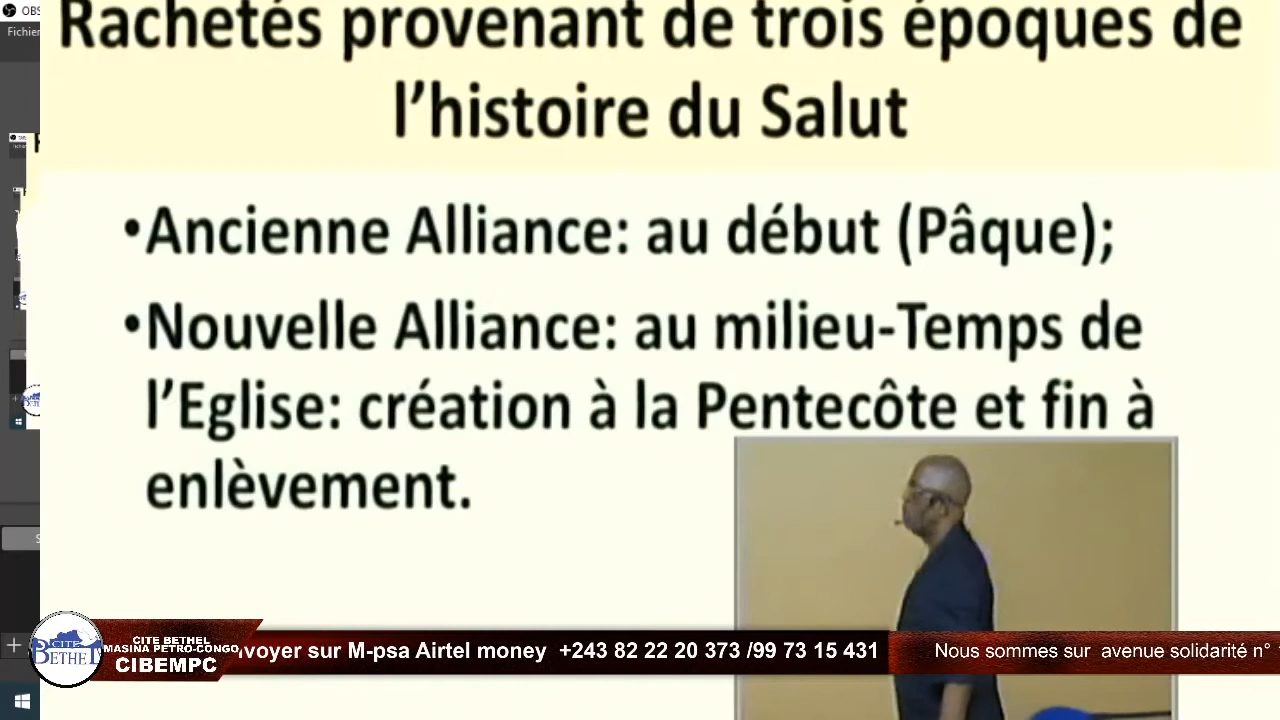 OBS
Fichier
Rachetés provenant de trois époques de
l’histoire du Salut
•Ancienne Alliance: au début (Pâque);
•Nouvelle Alliance: au milieu-Temps de
l’Eglise: création à la Pentecôte et fin à
enlèvement.
CITE
BETHEL
CITE BETHEL
MASINA PETRO-CONGO
CIBEMPC
nvoyer sur M-psa Airtel money +243 82 22 20 373 /99 73 15 431
Nous sommes sur avenue solidarité n°